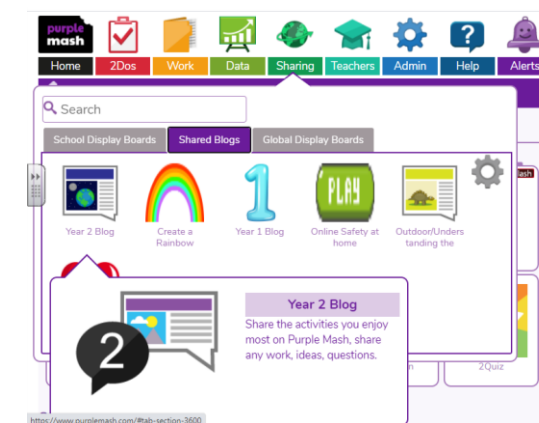 purple
mash
Home 2Dos Work Data Sharing Teachers Admin Help Alerts
Search
School Display Boards Shared Blogs Global Display Boards
PLAY
Year 2 Blog Create a Rainbow Year 1 Blog Online Safety at home Outdoor/Understanding the
Year 2 Blog
Share the activities you enjoy
most on Purple Mash, share
any work, ideas, questions.
2
2Quiz
https://www.purplemash.com/#tab-section-3600